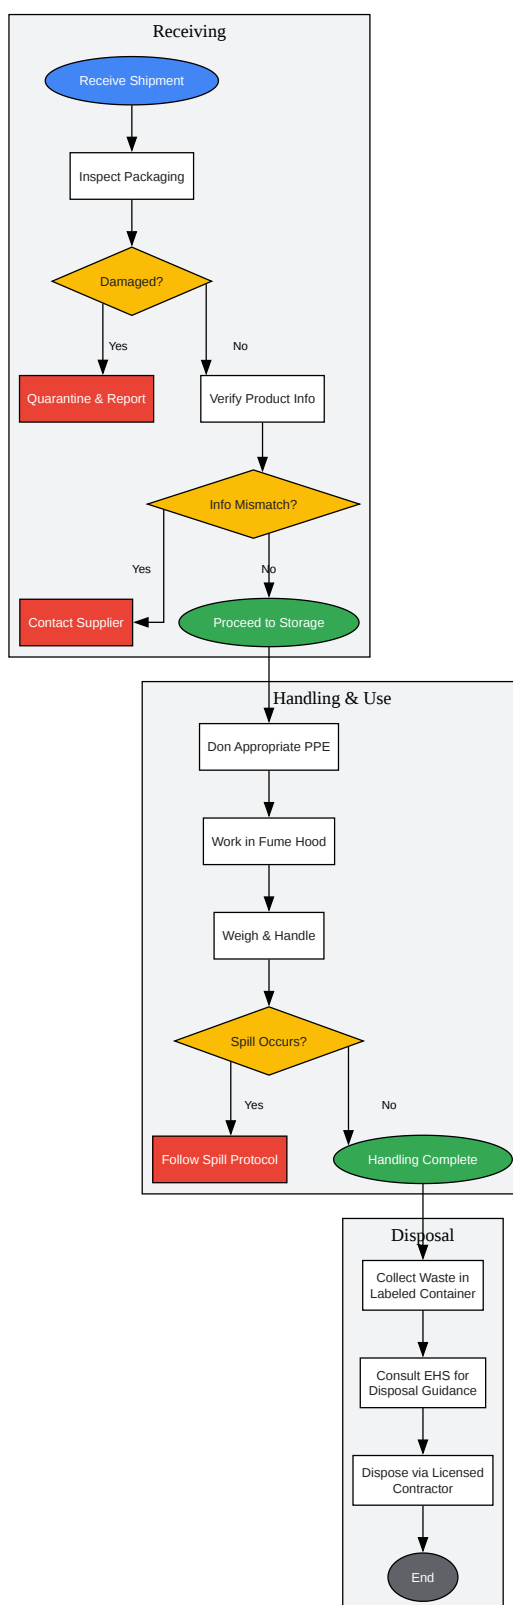 Receiving
Receive Shipment
Inspect Packaging
Damaged?
Yes
No
Quarantine & Report
Verify Product Info
Info Mismatch?
Yes
No
Contact Supplier
Proceed to Storage
Handling & Use
Don Appropriate PPE
Work in Fume Hood
Weigh & Handle
Spill Occurs?
Yes
No
Follow Spill Protocol
Handling Complete
Disposal
Collect Waste in
Labeled Container
Consult EHS for
Disposal Guidance
Dispose via Licensed
Contractor
End